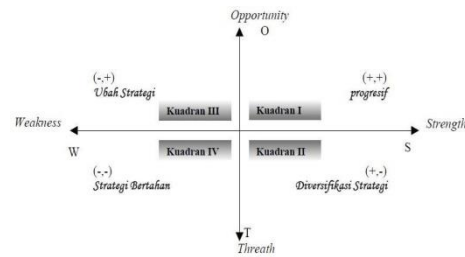 Opportunity
O
(-,+)
Ubah Strategi
(+,+)
progresif
Kuadran III
Kuadran I
Weakness
Strength
W
S
Kuadran IV
Kuadran II
(-,-)
Strategi Bertahan
(+,-)
Diversifikasi Strategi
T
Threath